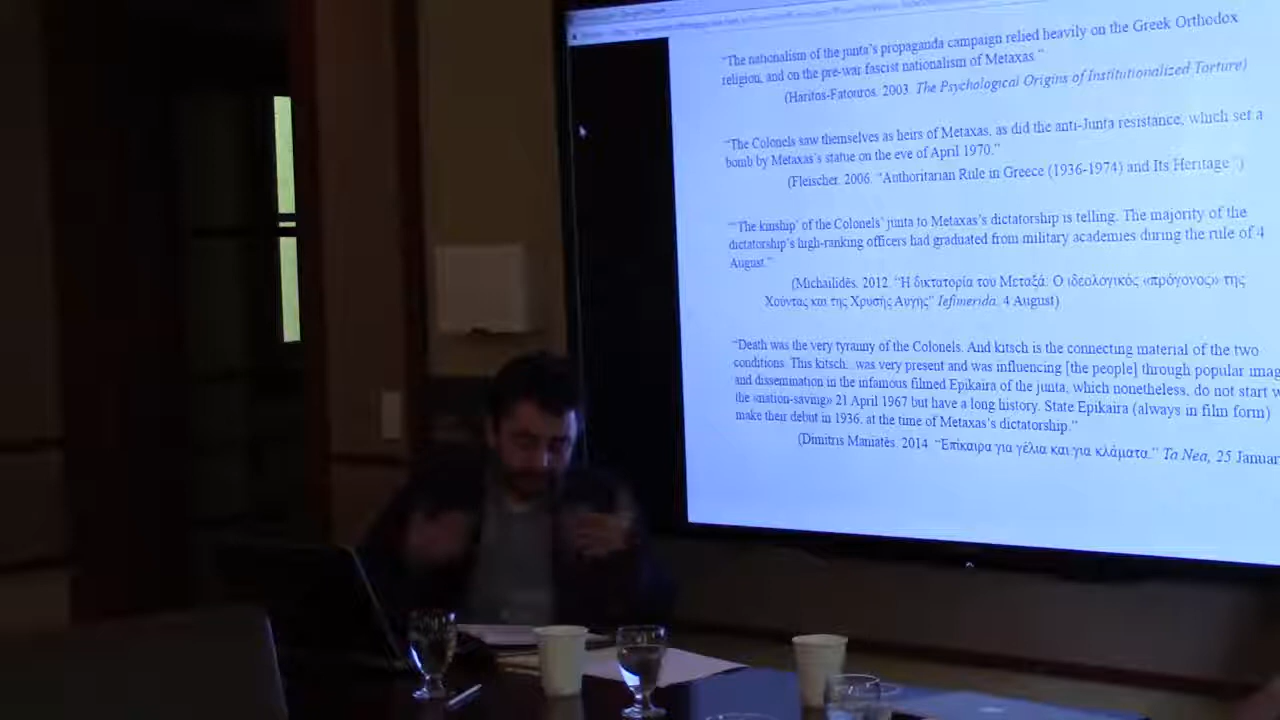 “The nationalism of the junta’s propaganda campaign relied heavily on the Greek Orthodox
religion, and on the pre-war fascist nationalism of Metaxas.”
(Haritos-Fatouros. 2003. The Psychological Origins of Institutionalized Torture)
“The Colonels saw themselves as heirs of Metaxas, as did the anti-Junta resistance, which set a
bomb by Metaxas’s statue on the eve of April 1970.”
(Fleischer. 2006. “Authoritarian Rule in Greece (1936-1974) and Its Heritage”)
“‘The kinship’ of the Colonels’ junta to Metaxas’s dictatorship is telling. The majority of the
dictatorship’s high-ranking officers had graduated from military academies during the rule of 4
August.”
(Michailidēs. 2012. “Η δικτατορία του Μεταξά: Ο ιδεολογικός «πρόγονος» της
Χούντας και της Χρυσής Αυγής” Iefimerida. 4 August)
“Death was the very tyranny of the Colonels. And kitsch is the connecting material of the two
conditions. This kitsch... was very present and was influencing [the people] through popular imag
and dissemination in the infamous filmed Epikaira of the junta, which nonetheless, do not start w
the «nation-saving» 21 April 1967 but have a long history. State Epikaira (always in film form)
make their debut in 1936, at the time of Metaxas’s dictatorship.”
(Dimitris Maniatēs. 2014. “Επίκαιρα για γέλια και για κλάματα.” Ta Nea, 25 Januar